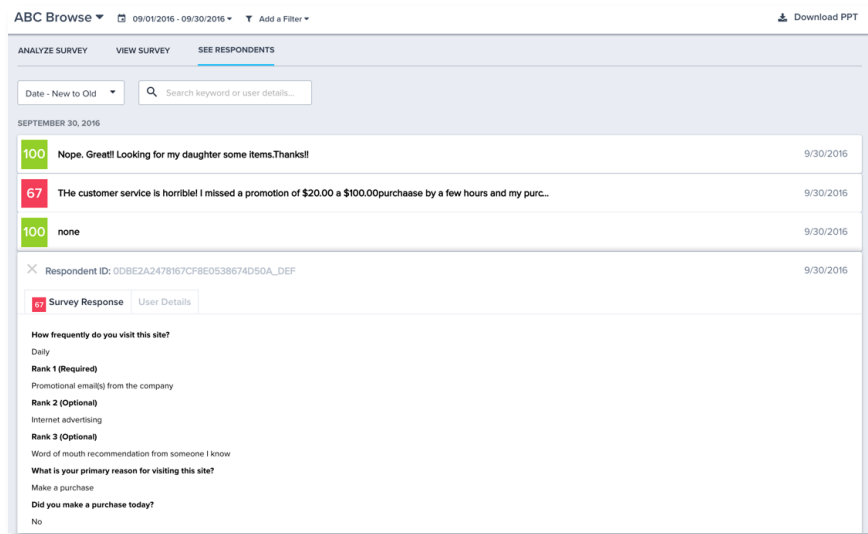 ABC Browse 09/01/2016 - 09/30/2016 Add a Filter Download PPT
ANALYZE SURVEY VIEW SURVEY SEE RESPONDENTS
Date - New to Old Search keyword or user details...
SEPTEMBER 30, 2016
100 Nope. Great!! Looking for my daughter some items.Thanks!! 9/30/2016
67 THe customer service is horrible! I missed a promotion of $20.00 a $100.00purchaase by a few hours and my purc... 9/30/2016
100 none
Respondent ID: 0DBE2A2478167CF8E0538674D50A_DEF 9/30/2016
67 Survey Response User Details
How frequently do you visit this site?
Daily
Rank 1 (Required)
Promotional email(s) from the company
Rank 2 (Optional)
Internet advertising
Rank 3 (Optional)
Word of mouth recommendation from someone I know
What is your primary reason for visiting this site?
Make a purchase
Did you make a purchase today?
No